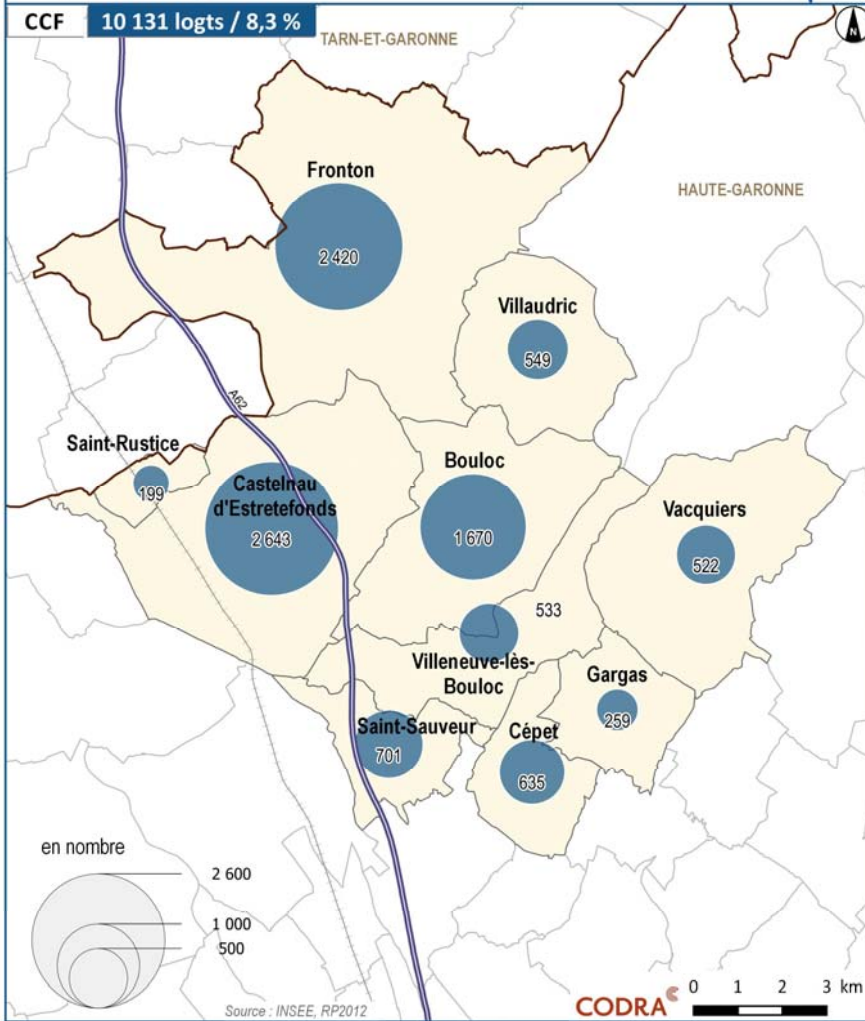 CCF
10 131 logts / 8,3 %
N
TARN-ET-GARONNE
Fronton
HAUTE-GARONNE
2 420
Villaudric
549
A62
Saint-Rustice
199
Castelnau
d'Estretefonds
2 643
Bouloc
1 670
Vacquiers
522
533
Villeneuve-lès-
Bouloc
Gargas
259
Saint-Sauveur
701
Cépet
635
en nombre
2 600
1 000
500
Source : INSEE, RP2012
CODRA
0 1 2 3 km